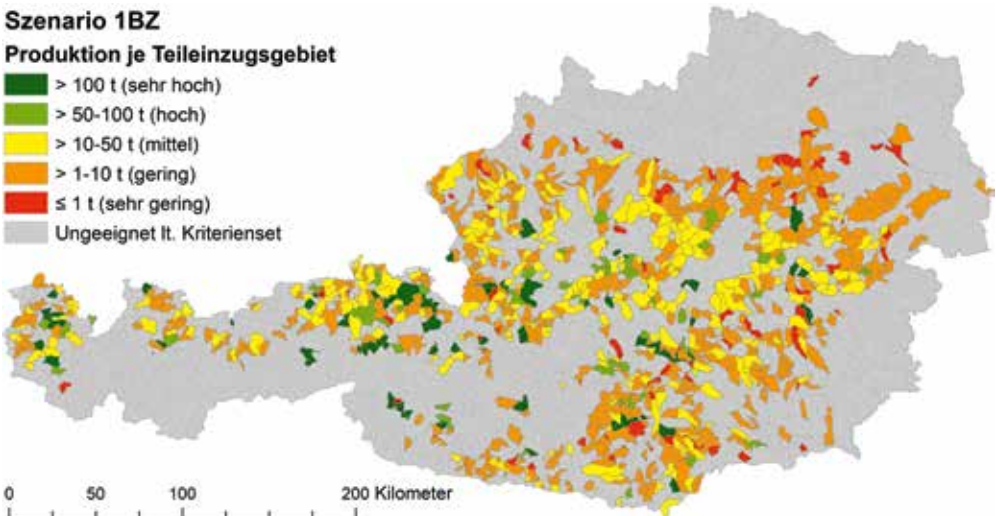 Szenario 1BZ
Produktion je Teileinzugsgebiet
> 100 t (sehr hoch)
> 50-100 t (hoch)
> 10-50 t (mittel)
> 1-10 t (gering)
≤ 1 t (sehr gering)
Ungeeignet lt. Kriterienset
0 50 100 200 Kilometer